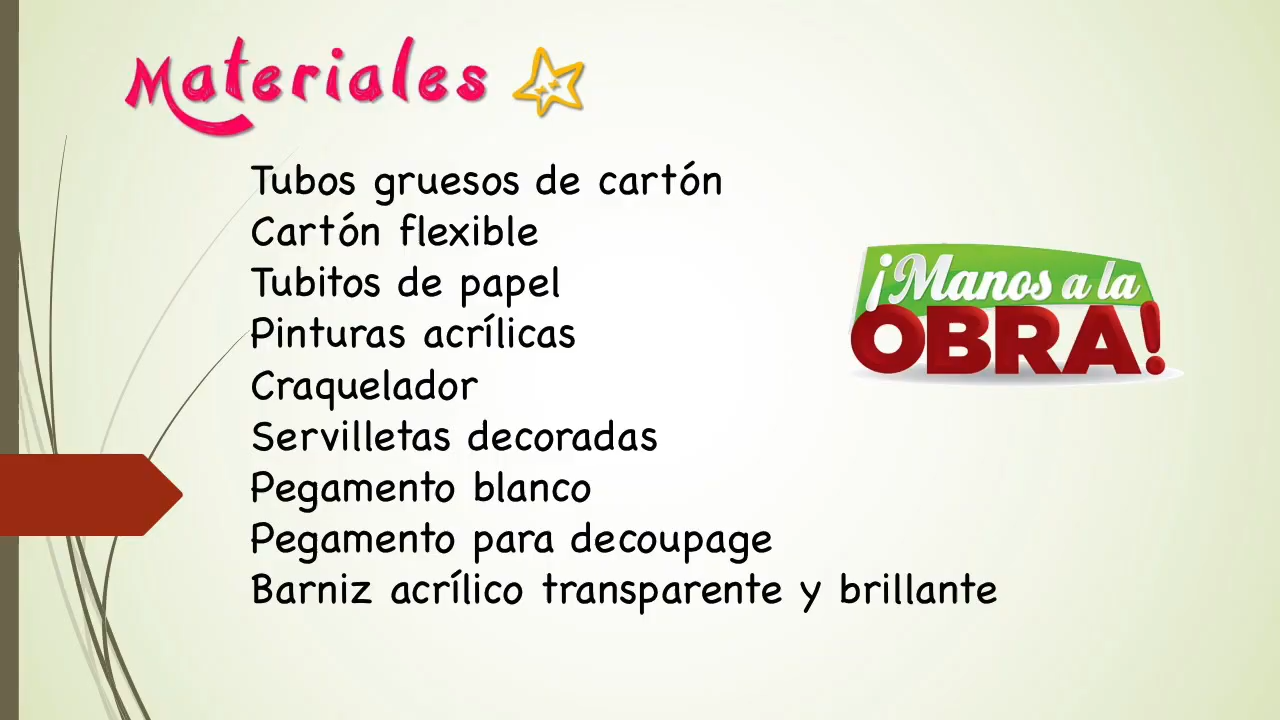 Materiales
Tubos gruesos de cartón
Cartón flexible
Tubitos de papel
Pinturas acrílicas
Craquelador
Servilletas decoradas
Pegamento blanco
Pegamento para decoupage
Barniz acrílico transparente y brillante
¡Manos a la
OBRA!